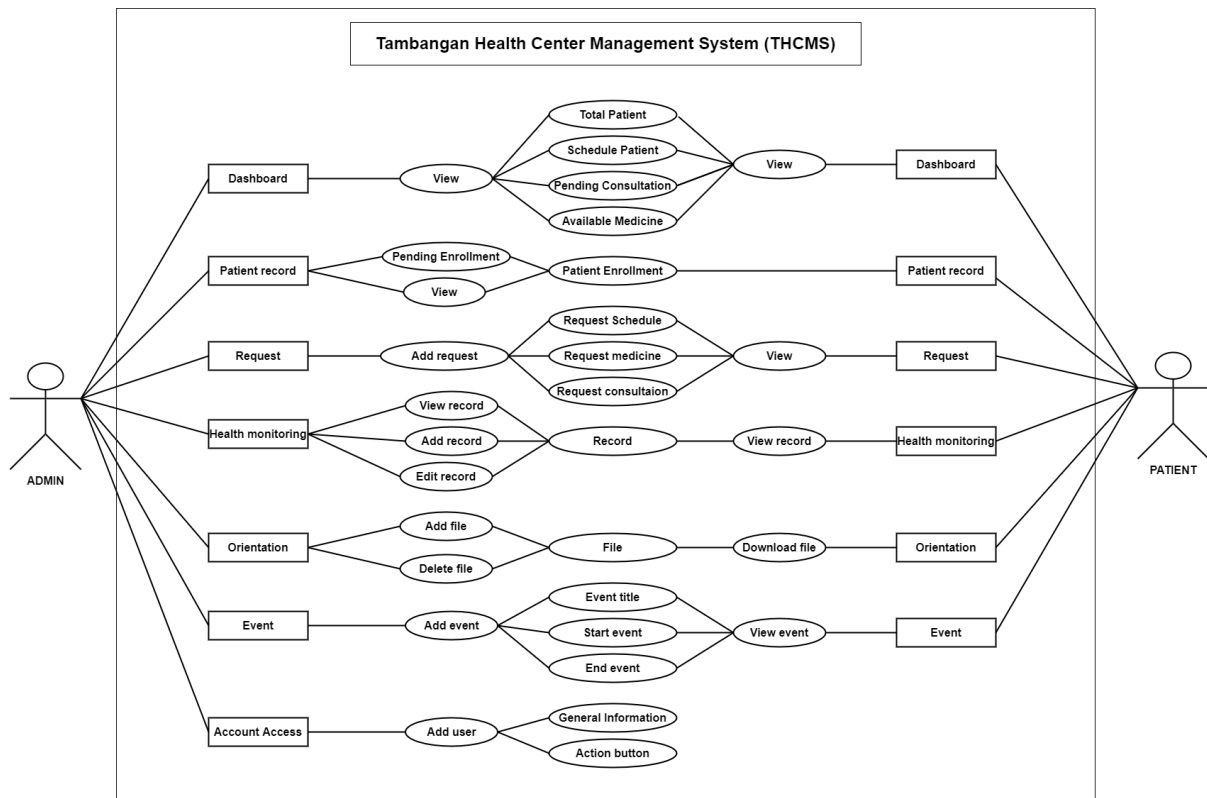 Tambangan Health Center Management System (THCMS)
Total Patient
Schedule Patient
Dashboard
View
Pending Consultation
View
Dashboard
Available Medicine
Pending Enrollment
Patient record
Patient Enrollment
Patient record
View
Request Schedule
Request
Add request
Request medicine
View
Request
Request consultaion
View record
Health monitoring
Add record
Record
View record
Health monitoring
Edit record
ADMIN
PATIENT
Add file
Orientation
File
Download file
Orientation
Delete file
Event title
Event
Add event
Start event
View event
Event
End event
General Information
Account Access
Add user
Action button